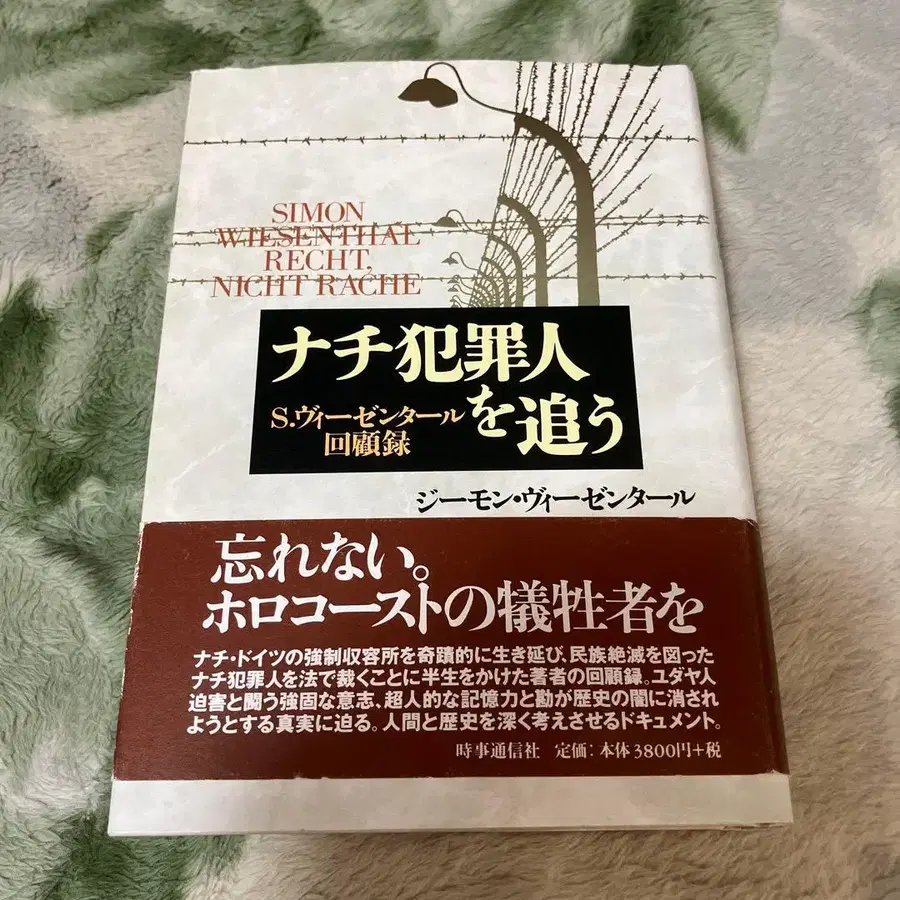 SIMON
WIESENTHAL
RECHT,
NICHT RACHE
ナチ犯罪人
を追う
S.ヴィーゼンタール
回顧録
ジーモン・ヴィーゼンタール
忘れない。
ホロコーストの犠牲者を
ナチ・ドイツの強制収容所を奇蹟的に生き延び、民族絶滅を図った
ナチ犯罪人を法で裁くことに半生をかけた著者の回顧録。ユダヤ人
迫害と闘う強固な意志、超人的な記憶力と勘が歴史の闇に消され
ようとする真実に迫る。人間と歴史を深く考えさせるドキュメント。
時事通信社 定価:本体3800円+税